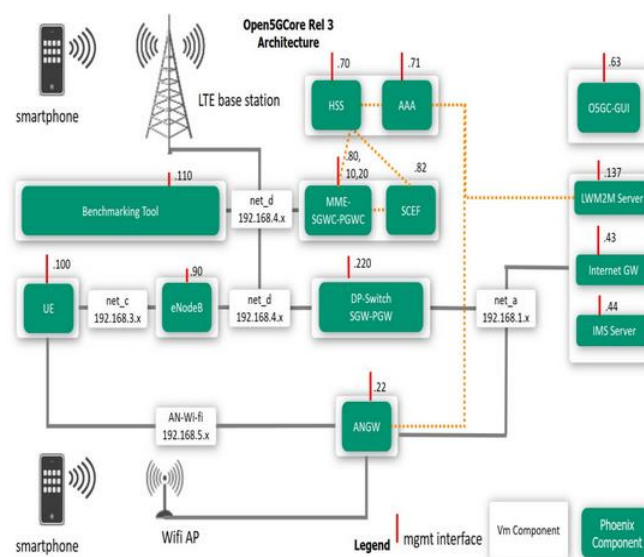 Open5GCore Rel 3
Architecture
smartphone
LTE base station
.70
.71
HSS
AAA
.63
O5GC-GUI
.110
Benchmarking Tool
net_d
192.168.4.x
.80,
10,20
MME-
SGWC-PGWC
.82
SCEF
.137
LWM2M Server
.43
Internet GW
.44
IMS Server
.100
UE
net_c
192.168.3.x
.90
eNodeB
net_d
192.168.4.x
.220
DP-Switch
SGW-PGW
net_a
192.168.1.x
AN-Wi-fi
192.168.5.x
.22
ANGW
smartphone
Wifi AP
Legend
mgmt interface
Vm Component
Phoenix
Component